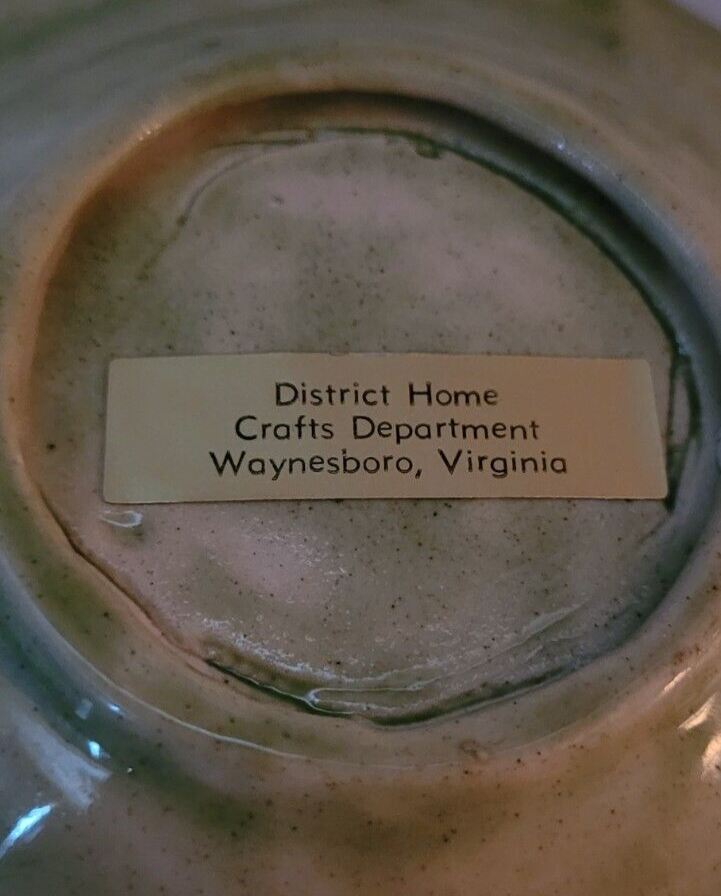 District Home
Crafts Department
Waynesboro, Virginia